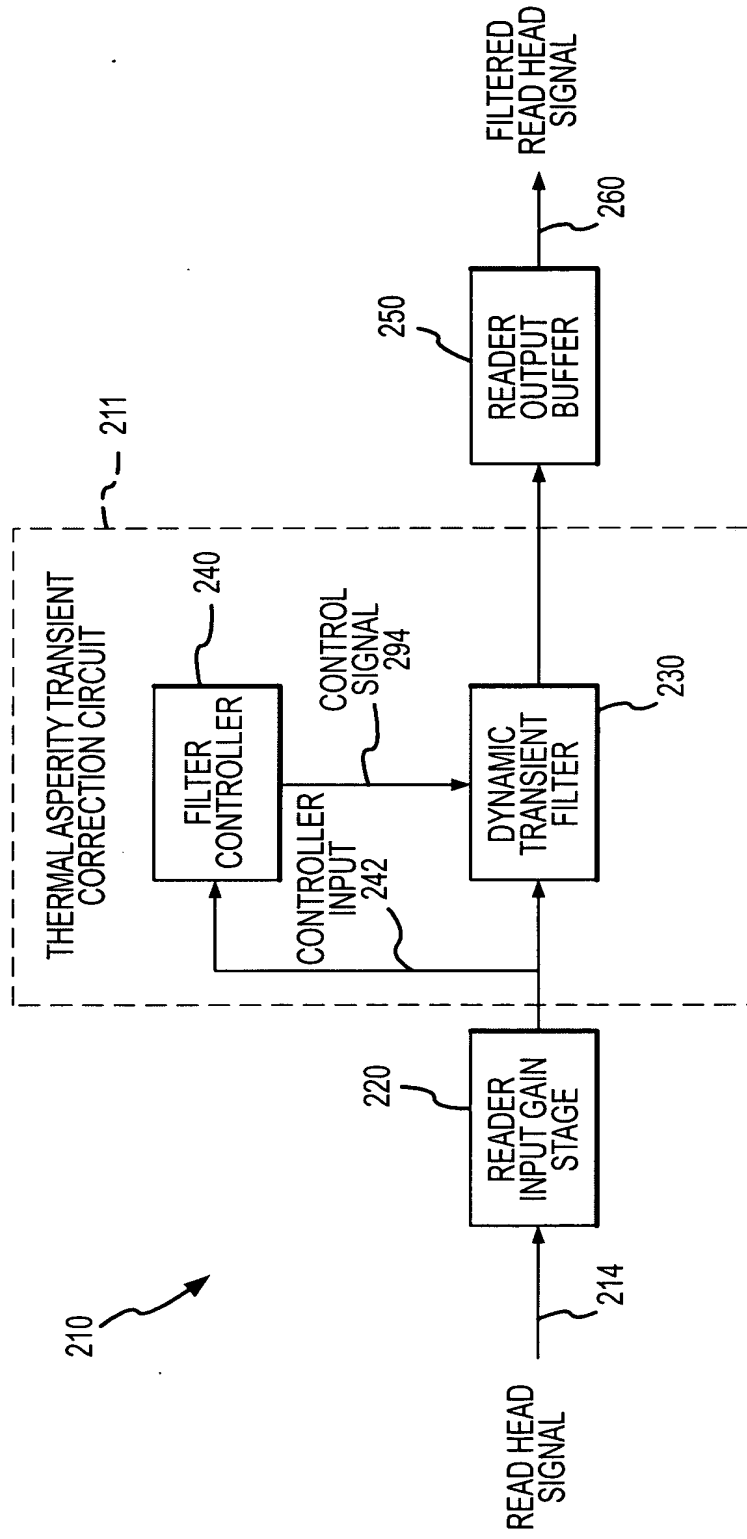 210
THERMAL ASPERITY TRANSIENT
CORRECTION CIRCUIT
211
240
FILTER
CONTROLLER
CONTROL
SIGNAL
294
CONTROLLER
INPUT
242
READ HEAD
SIGNAL
214
220
READER
INPUT GAIN
STAGE
DYNAMIC
TRANSIENT
FILTER
230
250
READER
OUTPUT
BUFFER
260
FILTERED
READ HEAD
SIGNAL